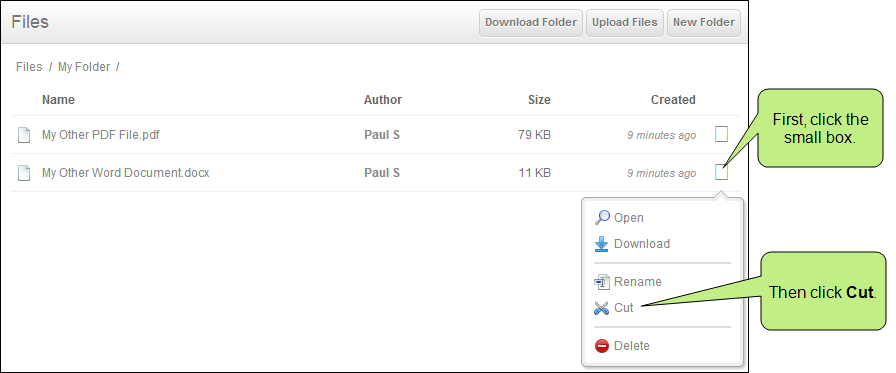 Files
Download Folder
Upload Files
New Folder
Files / My Folder /
Name Author Size Created
My Other PDF File.pdf Paul S 79 KB 9 minutes ago
My Other Word Document.docx Paul S 11 KB 9 minutes ago
First, click the
small box.
Open
Download
Rename
Cut
Delete
Then click Cut.